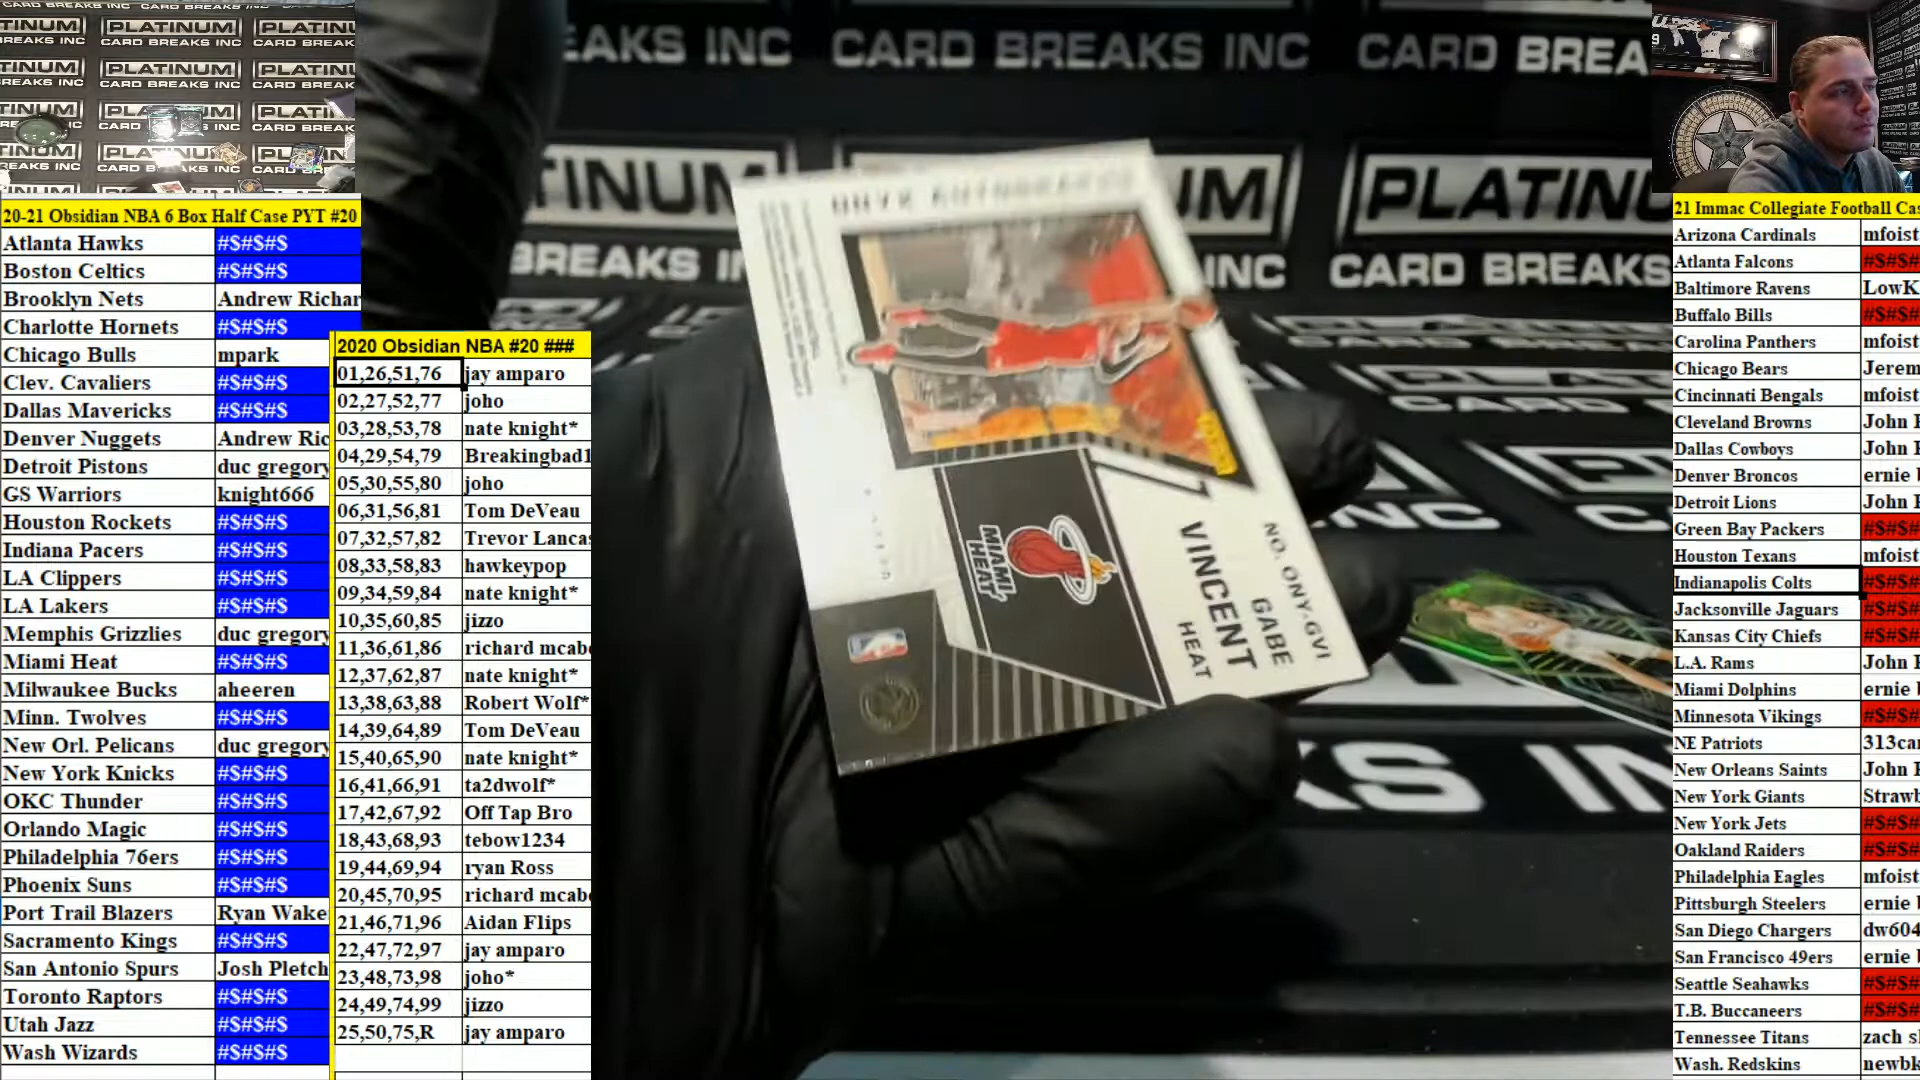 20-21 Obsidian NBA 6 Box Half Case PYT #20
Atlanta Hawks #$#$#$
Boston Celtics #$#$#$
Brooklyn Nets Andrew Richar
Charlotte Hornets #$#$#$
Chicago Bulls mpark
Clev. Cavaliers #$#$#$
Dallas Mavericks #$#$#$
Denver Nuggets Andrew Ric
Detroit Pistons duc gregory
GS Warriors knight666
Houston Rockets #$#$#$
Indiana Pacers #$#$#$
LA Clippers #$#$#$
LA Lakers #$#$#$
Memphis Grizzlies duc gregory
Miami Heat #$#$#$
Milwaukee Bucks aheeren
Minn. Twolves #$#$#$
New Orl. Pelicans duc gregory
New York Knicks #$#$#$
OKC Thunder #$#$#$
Orlando Magic #$#$#$
Philadelphia 76ers #$#$#$
Phoenix Suns #$#$#$
Port Trail Blazers Ryan Wake
Sacramento Kings #$#$#$
San Antonio Spurs Josh Pletch
Toronto Raptors #$#$#$
Utah Jazz #$#$#$
Wash Wizards #$#$#$
2020 Obsidian NBA #20 ###
01,26,51,76 jay amparo
02,27,52,77 joho
03,28,53,78 nate knight*
04,29,54,79 Breakingbad1
05,30,55,80 joho
06,31,56,81 Tom DeVeau
07,32,57,82 Trevor Lancas
08,33,58,83 hawkeypop
09,34,59,84 nate knight*
10,35,60,85 jizzo
11,36,61,86 richard mcab
12,37,62,87 nate knight*
13,38,63,88 Robert Wolf*
14,39,64,89 Tom DeVeau
15,40,65,90 nate knight*
16,41,66,91 ta2dwolf*
17,42,67,92 Off Tap Bro
18,43,68,93 tebow1234
19,44,69,94 ryan Ross
20,45,70,95 richard mcab
21,46,71,96 Aidan Flips
22,47,72,97 jay amparo
23,48,73,98 joho*
24,49,74,99 jizzo
25,50,75,R jay amparo
PLATINUM
CARD BREAKS INC
ONYX AUTOGRAPHS
NO. ONY-GVI
GABE
VINCENT
HEAT
MIAMI
HEAT
21 Immac Collegiate Football Cas
Arizona Cardinals mfoist
Atlanta Falcons #$#$#
Baltimore Ravens LowK
Buffalo Bills #$#$#
Carolina Panthers mfoist
Chicago Bears Jerem
Cincinnati Bengals mfoist
Cleveland Browns John
Dallas Cowboys John
Denver Broncos ernie
Detroit Lions John
Green Bay Packers #$#$#
Houston Texans mfoist
Indianapolis Colts #$#$#
Jacksonville Jaguars #$#$#
Kansas City Chiefs #$#$#
L.A. Rams John
Miami Dolphins ernie
Minnesota Vikings #$#$#
NE Patriots 313car
New Orleans Saints John
New York Giants Strawb
New York Jets #$#$#
Oakland Raiders #$#$#
Philadelphia Eagles mfoist
Pittsburgh Steelers ernie
San Diego Chargers dw604
San Francisco 49ers ernie
Seattle Seahawks #$#$#
T.B. Buccaneers #$#$#
Tennessee Titans zach
Wash. Redskins newbk